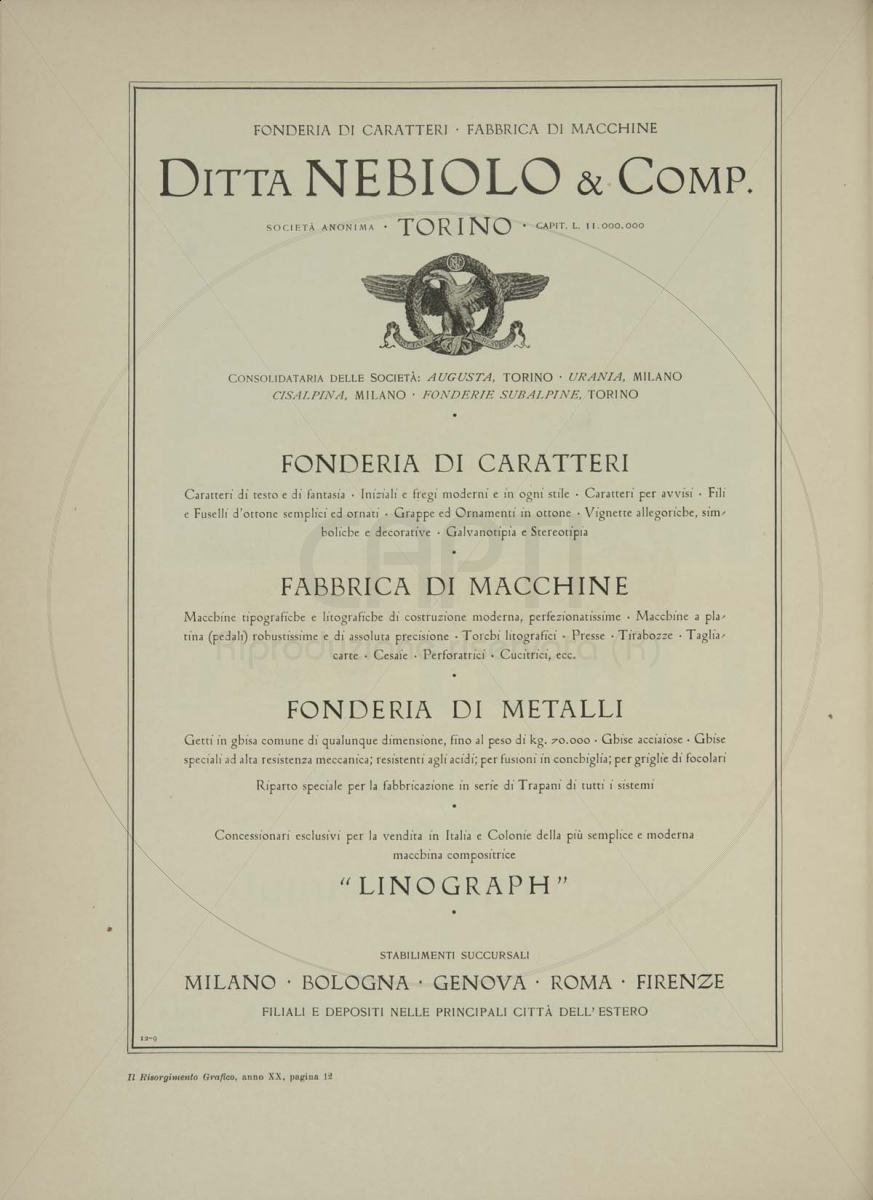 FONDERIA DI CARATTERI · FABBRICA DI MACCHINE
DITTA NEBIOLO & COMP.
SOCIETÀ ANONIMA · TORINO · CAPIT. L. 11.000.000
CONSOLIDATARIA DELLE SOCIETÀ: AUGUSTA, TORINO · URANIA, MILANO
CISALPINA, MILANO · FONDERIE SUBALPINE, TORINO
FONDERIA DI CARATTERI
Caratteri di testo e di fantasia · Iniziali e fregi moderni e in ogni stile · Caratteri per avvisi · Fili
e Fuselli d'ottone semplici ed ornati · Grappe ed Ornamenti in ottone · Vignette allegoriche, sim-
boliche e decorative · Galvanotipia e Stereotipia
FABBRICA DI MACCHINE
Macchine tipografiche e litografiche di costruzione moderna, perfezionatissime · Macchine a pla-
tina (pedali) robustissime e di assoluta precisione · Torchi litografici · Presse · Tirabozze · Taglia-
carte · Cesoie · Perforatrici · Cucitrici, ecc.
FONDERIA DI METALLI
Getti in ghisa comune di qualunque dimensione, fino al peso di kg. 70.000 · Ghise acciaiose · Ghise
speciali ad alta resistenza meccanica; resistenti agli acidi; per fusioni in conchiglia; per griglie di focolari
Riparto speciale per la fabbricazione in serie di Trapani di tutti i sistemi
Concessionari esclusivi per la vendita in Italia e Colonie della più semplice e moderna
macchina compositrice
"LINOGRAPH"
STABILIMENTI SUCCURSALI
MILANO · BOLOGNA · GENOVA · ROMA · FIRENZE
FILIALI E DEPOSITI NELLE PRINCIPALI CITTÀ DELL'ESTERO
12-9
Il Risorgimento Grafico, anno XX, pagina 12